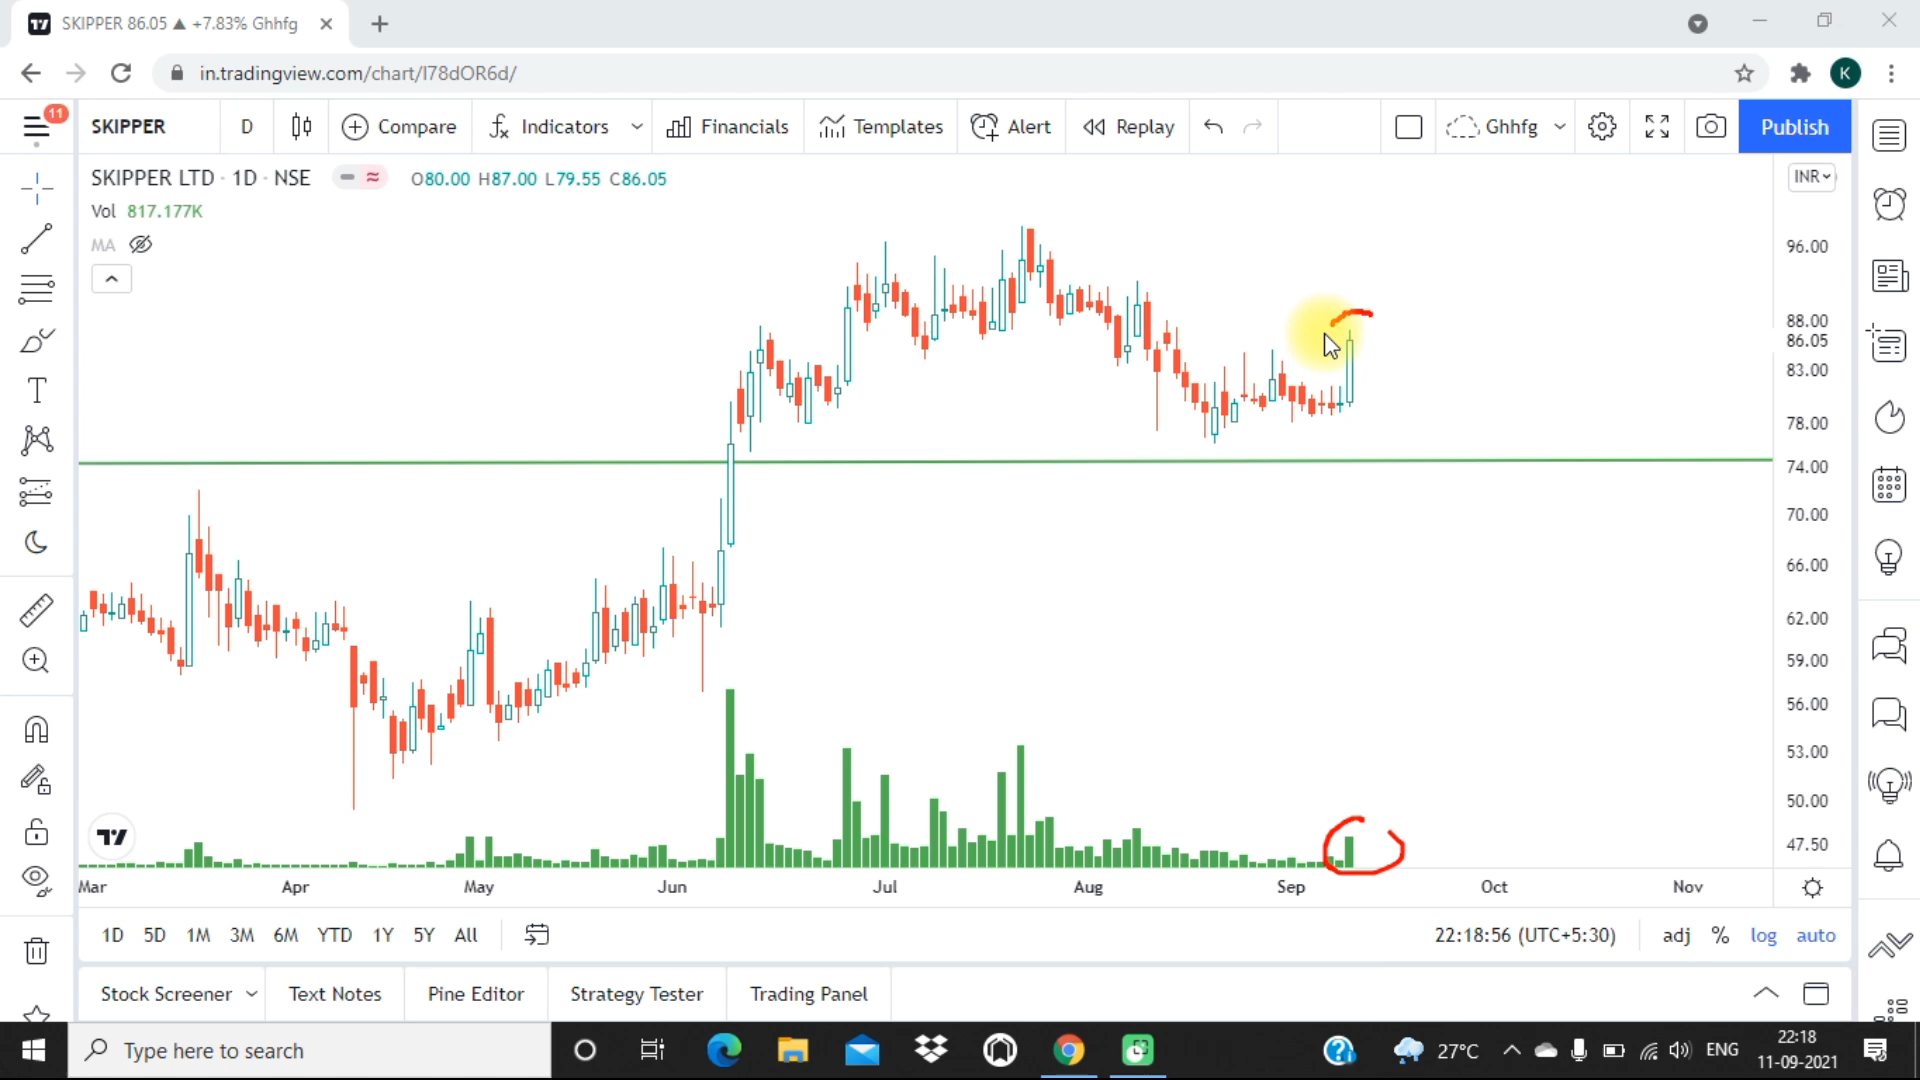 SKIPPER 86.05 ▲ +7.83% Ghhfg
in.tradingview.com/chart/I78dOR6d/
K
11
SKIPPER D Compare Indicators Financials Templates Alert Replay Ghhfg Publish
SKIPPER LTD · 1D · NSE O80.00 H87.00 L79.55 C86.05
INR
Vol 817.177K
MA
96.00
88.00
86.05
83.00
78.00
74.00
70.00
66.00
62.00
59.00
56.00
53.00
50.00
47.50
Mar Apr May Jun Jul Aug Sep Oct Nov
1D 5D 1M 3M 6M YTD 1Y 5Y All 22:18:56 (UTC+5:30) adj % log auto
Stock Screener Text Notes Pine Editor Strategy Tester Trading Panel
Type here to search
27°C ENG
22:18
11-09-2021